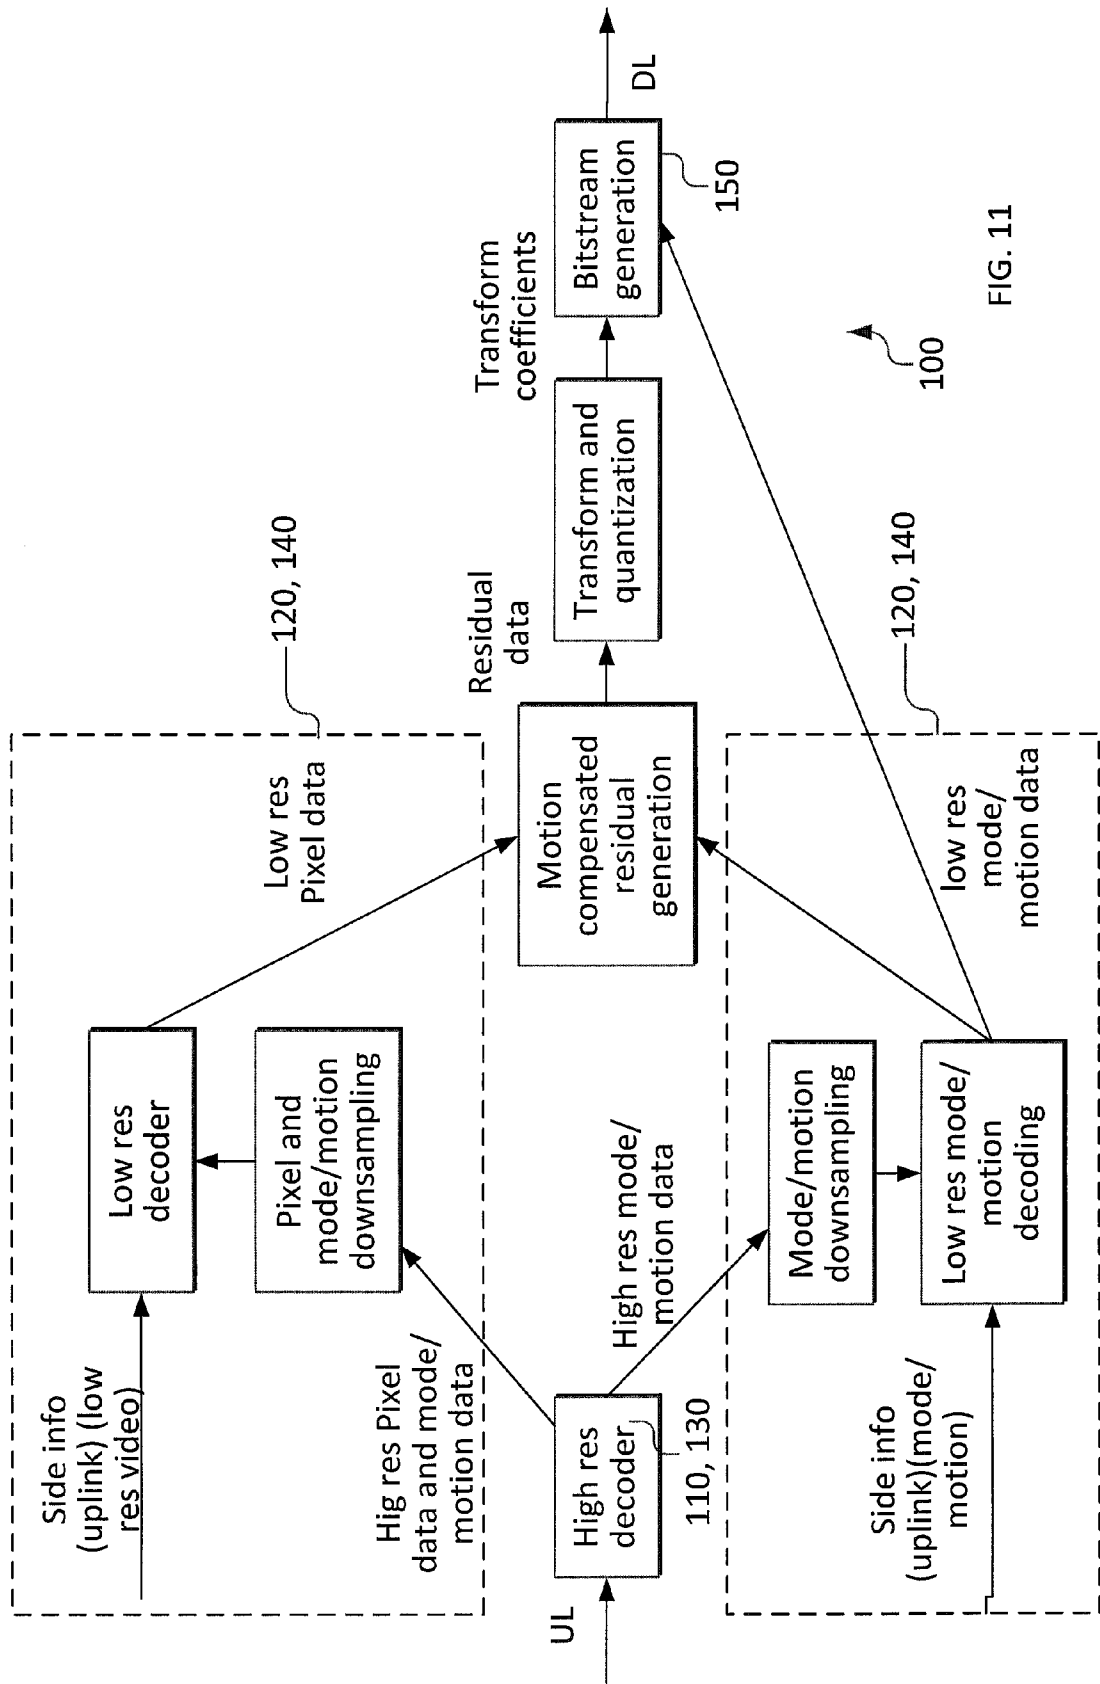 Side info
(uplink) (low
res video)
Low res
decoder
Pixel and
mode/motion
downsampling
Low res
Pixel data
120, 140
Hig res Pixel
data and mode/
motion data
UL
High res
decoder
110, 130
High res mode/
motion data
Motion
compensated
residual
generation
Residual
data
Transform and
quantization
Transform
coefficients
Bitstream
generation
150
DL
Side info
(uplink)(mode/
motion)
Mode/motion
downsampling
Low res mode/
motion
decoding
low res
mode/
motion data
120, 140
100
FIG. 11